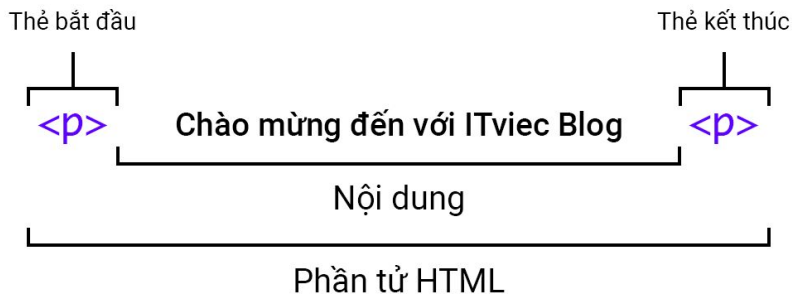 Thẻ bắt đầu Thẻ kết thúc
<p> Chào mừng đến với ITviec Blog <p>
Nội dung
Phần tử HTML